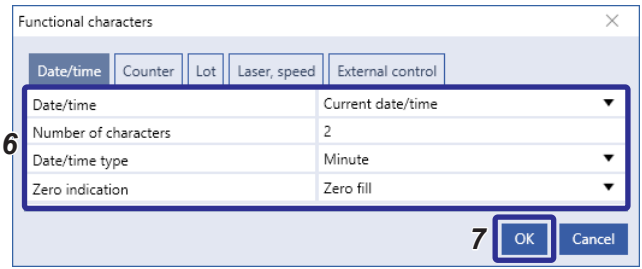 Functional characters
Date/time Counter Lot Laser, speed External control
Date/time Current date/time
6
Number of characters 2
Date/time type Minute
Zero indication Zero fill
7 OK Cancel